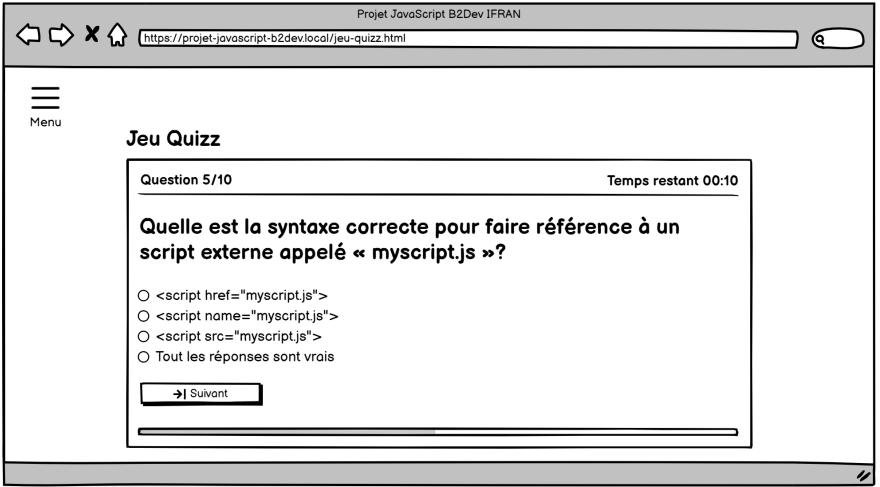 Projet JavaScript B2Dev IFRAN
https://projet-javascript-b2dev.local/jeu-quizz.html
Menu
Jeu Quizz
Question 5/10
Temps restant 00:10
Quelle est la syntaxe correcte pour faire référence à un
script externe appelé « myscript.js »?
<script href="myscript.js">
<script name="myscript.js">
<script src="myscript.js">
Tout les réponses sont vrais
Suivant